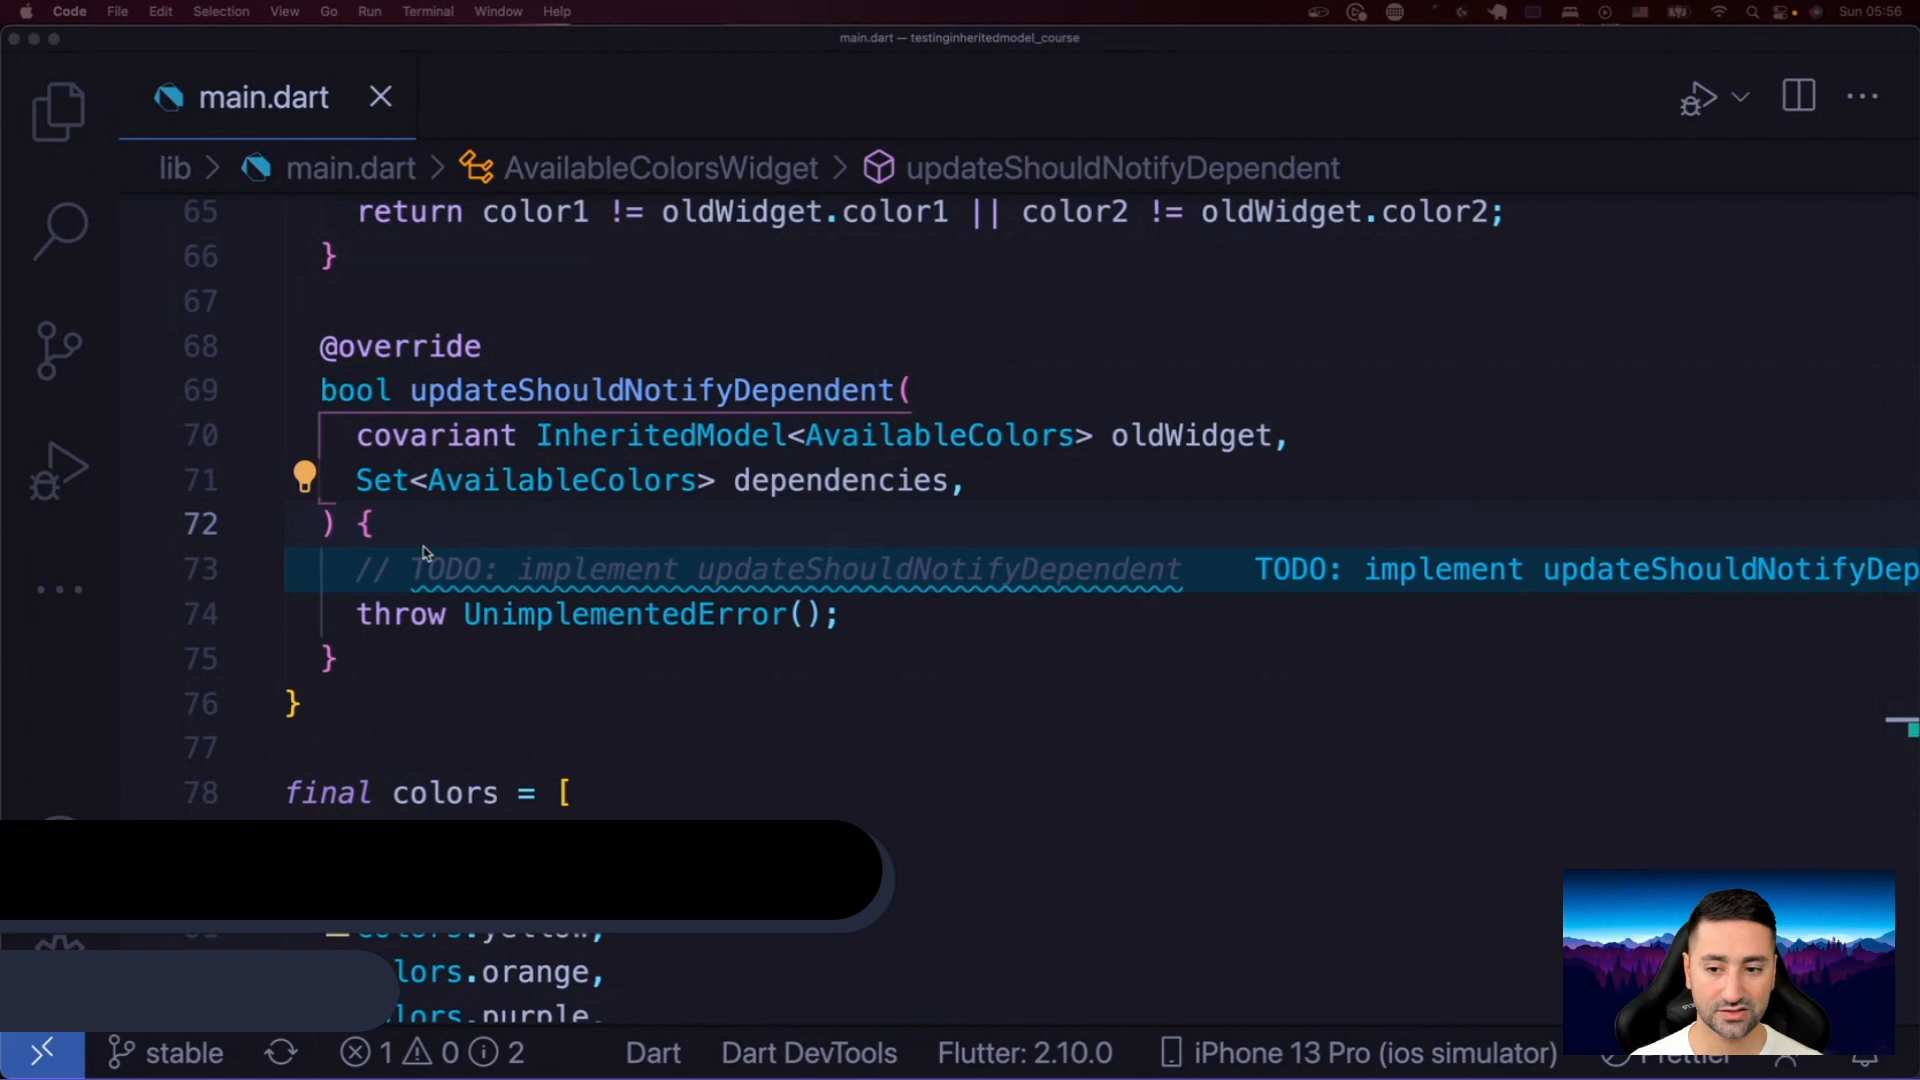 Code File Edit Selection View Go Run Terminal Window Help Sun 05:56
main.dart — testinginheritedmodel_course
main.dart
lib > main.dart > AvailableColorsWidget > updateShouldNotifyDependent
65 return color1 != oldWidget.color1 || color2 != oldWidget.color2;
66 }
67
68 @override
69 bool updateShouldNotifyDependent(
70 covariant InheritedModel<AvailableColors> oldWidget,
71 Set<AvailableColors> dependencies,
72 ) {
73 // TODO: implement updateShouldNotifyDependent TODO: implement updateShouldNotifyDep
74 throw UnimplementedError();
75 }
76 }
77
78 final colors = [
yellow,
lors.orange,
lors.purple,
stable 1 0 2 Dart Dart DevTools Flutter: 2.10.0 iPhone 13 Pro (ios simulator) Prettier